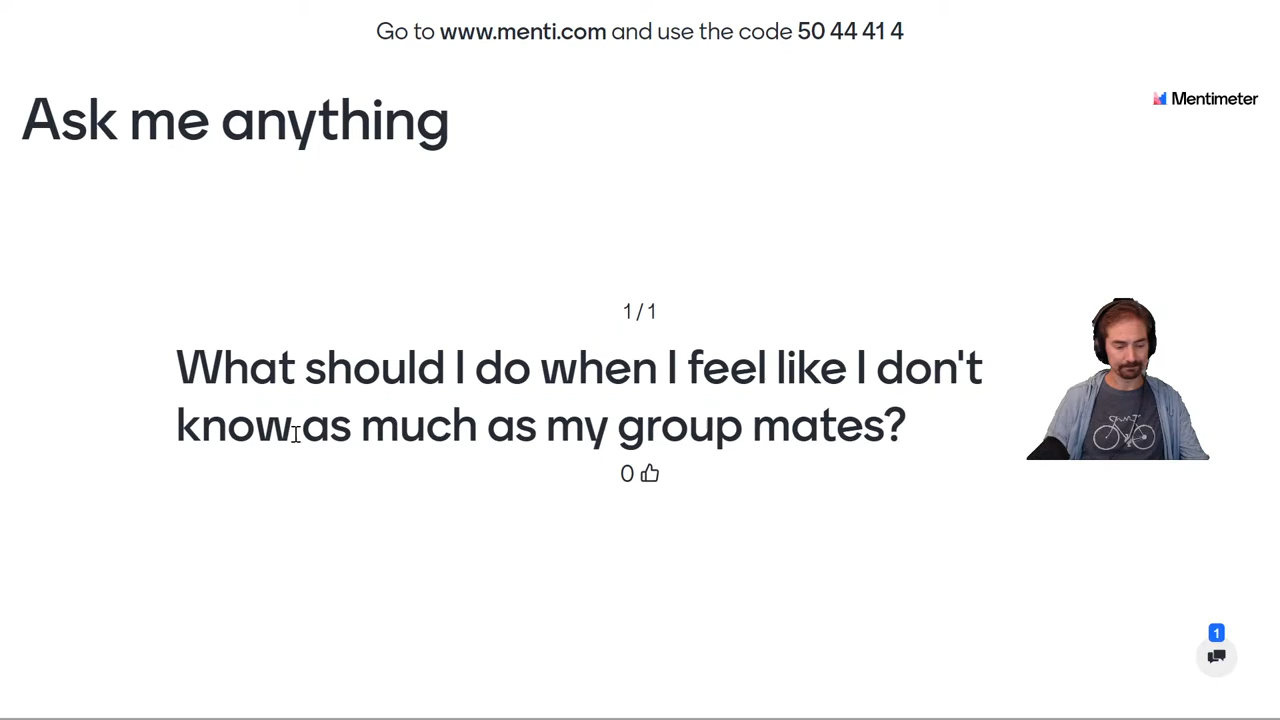 Go to www.menti.com and use the code 50 44 41 4
Ask me anything
Mentimeter
1 / 1
What should I do when I feel like I don't
know as much as my group mates?
0
1